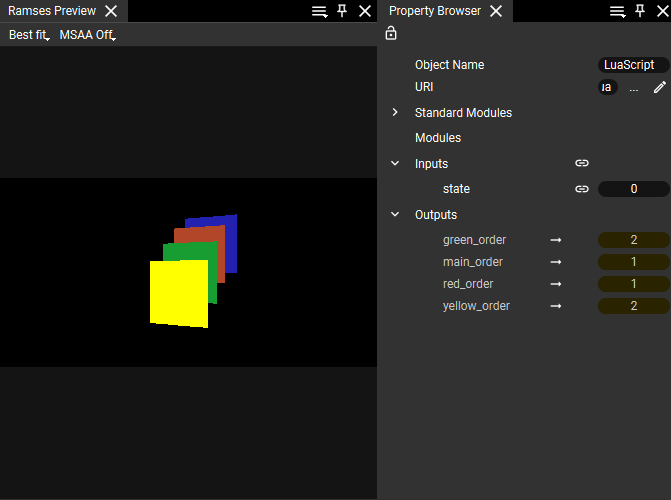 Ramses Preview
Best fit MSAA Off
Property Browser
Object Name LuaScript
URI ...
Standard Modules
Modules
Inputs
state 0
Outputs
green_order 2
main_order 1
red_order 1
yellow_order 2